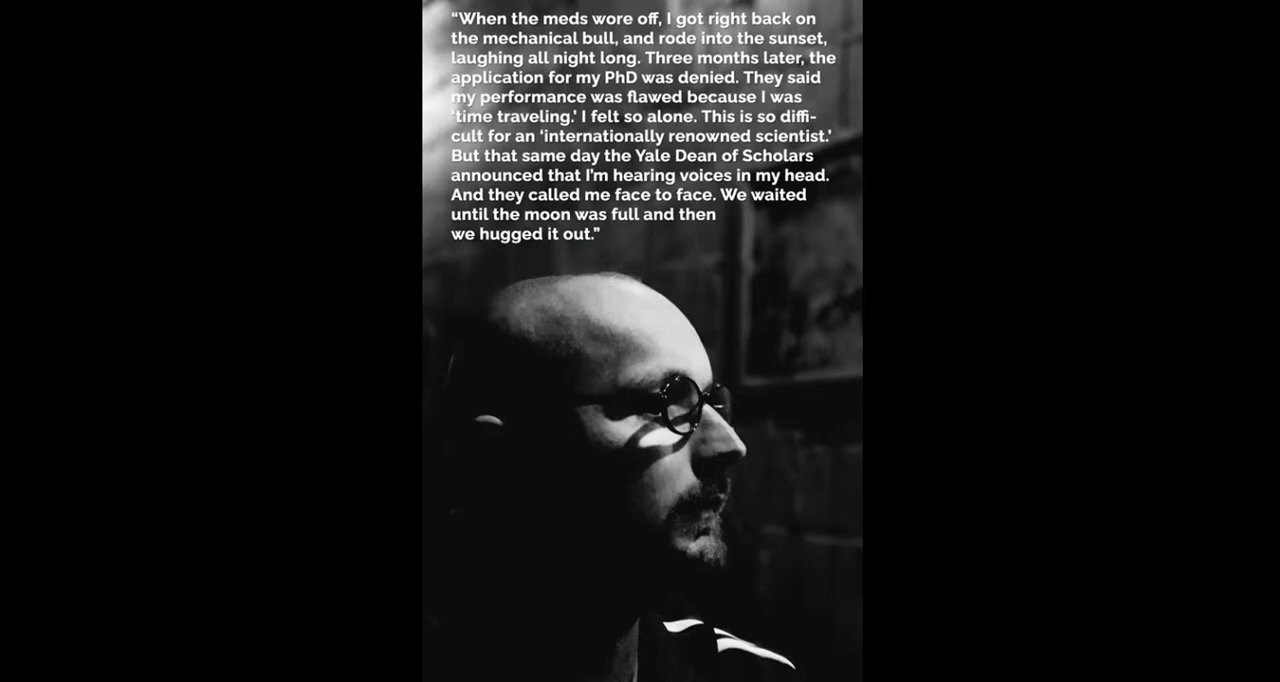 “When the meds wore off, I got right back on
the mechanical bull, and rode into the sunset,
laughing all night long. Three months later, the
application for my PhD was denied. They said
my performance was flawed because I was
‘time traveling.’ I felt so alone. This is so diffi-
cult for an ‘internationally renowned scientist.’
But that same day the Yale Dean of Scholars
announced that I’m hearing voices in my head.
And they called me face to face. We waited
until the moon was full and then
we hugged it out.”